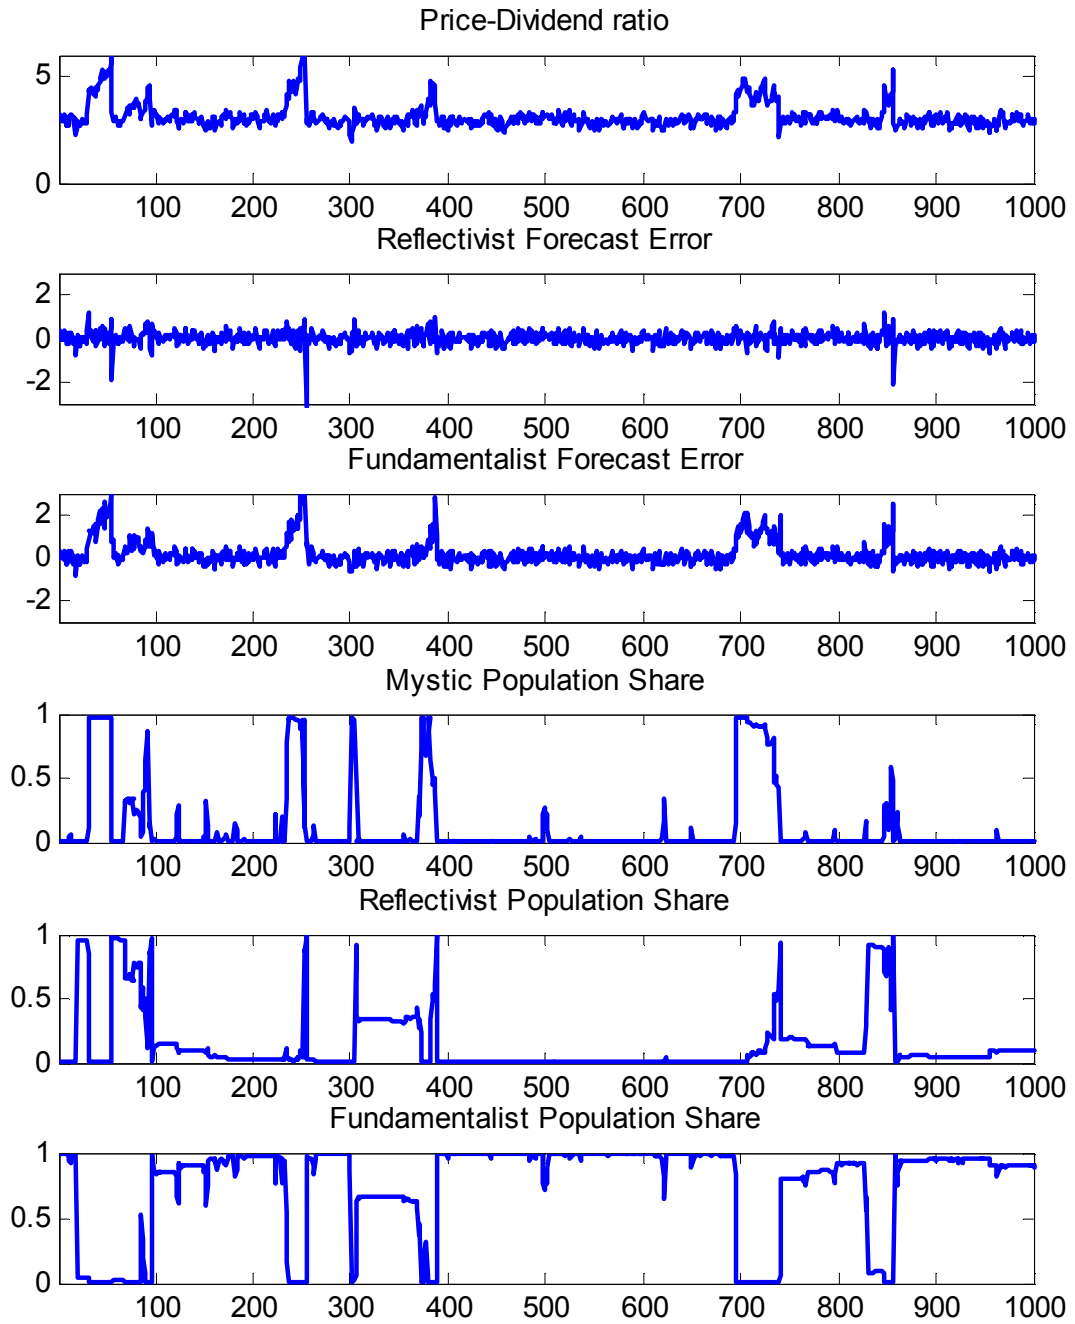 Price-Dividend ratio
5
0
100 200 300 400 500 600 700 800 900 1000
Reflectivist Forecast Error
2
0
-2
100 200 300 400 500 600 700 800 900 1000
Fundamentalist Forecast Error
2
0
-2
100 200 300 400 500 600 700 800 900 1000
Mystic Population Share
1
0.5
0
100 200 300 400 500 600 700 800 900 1000
Reflectivist Population Share
1
0.5
0
100 200 300 400 500 600 700 800 900 1000
Fundamentalist Population Share
1
0.5
0
100 200 300 400 500 600 700 800 900 1000